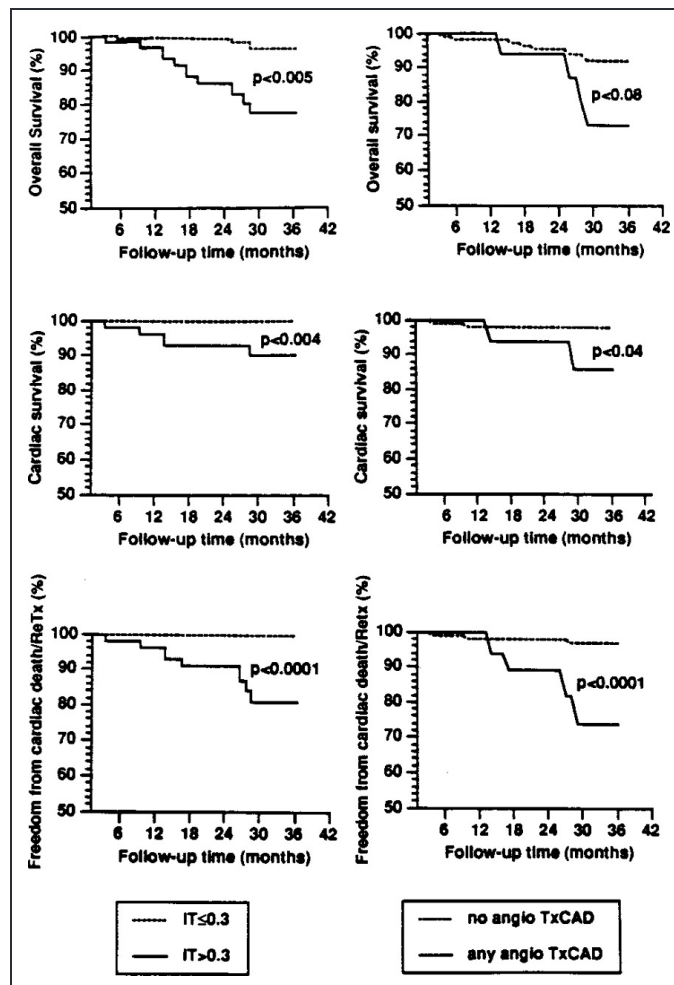 Overall Survival (%)
100
90
80
70
60
50
p<0.005
6 12 18 24 30 36 42
Follow-up time (months)
Overall survival (%)
100
90
80
70
60
50
p<0.08
6 12 18 24 30 36 42
Follow-up time (months)
Cardiac survival (%)
100
90
80
70
60
50
p<0.004
6 12 18 24 30 36 42
Follow-up time (months)
Cardiac survival (%)
100
90
80
70
60
50
p<0.04
6 12 18 24 30 36 42
Follow-up time (months)
Freedom from cardiac death/ReTx (%)
100
90
80
70
60
50
p<0.0001
6 12 18 24 30 36 42
Follow-up time (months)
Freedom from cardiac death/Retx (%)
100
90
80
70
60
50
p<0.0001
6 12 18 24 30 36 42
Follow-up time (months)
IT≤0.3
IT>0.3
no angio TxCAD
any angio TxCAD